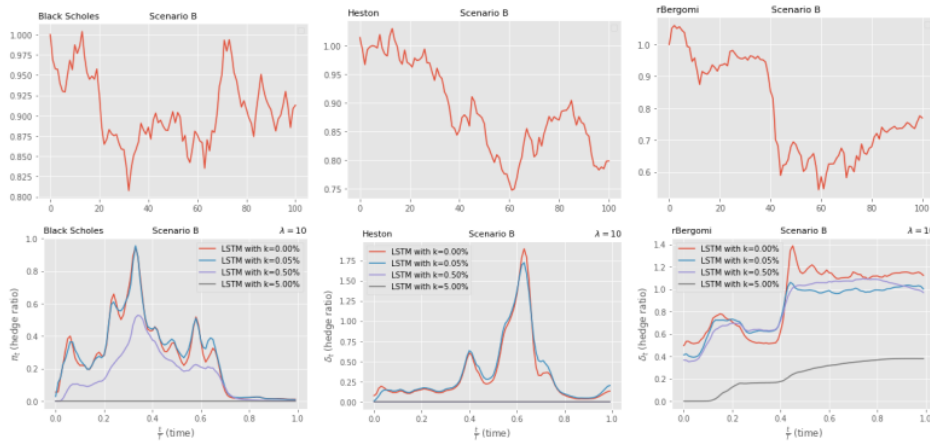 Black Scholes Scenario B
1.000
0.975
0.950
0.925
0.900
0.875
0.850
0.825
0.800
0 20 40 60 80 100
Heston Scenario B
1.00
0.95
0.90
0.85
0.80
0.75
0 20 40 60 80 100
rBergomi Scenario B
1.0
0.9
0.8
0.7
0.6
0 20 40 60 80 100
Black Scholes Scenario B λ = 10
LSTM with k=0.00%
LSTM with k=0.05%
LSTM with k=0.50%
LSTM with k=5.00%
1.0
0.8
0.6
0.4
0.2
0.0
π_t (hedge ratio)
0.0 0.2 0.4 0.6 0.8 1.0
t/T (time)
Heston Scenario B λ = 10
LSTM with k=0.00%
LSTM with k=0.05%
LSTM with k=0.50%
LSTM with k=5.00%
1.75
1.50
1.25
1.00
0.75
0.50
0.25
0.00
δ_t (hedge ratio)
0.0 0.2 0.4 0.6 0.8 1.0
t/T (time)
rBergomi Scenario B λ = 10
LSTM with k=0.00%
LSTM with k=0.05%
LSTM with k=0.50%
LSTM with k=5.00%
1.4
1.2
1.0
0.8
0.6
0.4
0.2
0.0
δ_t (hedge ratio)
0.0 0.2 0.4 0.6 0.8 1.0
t/T (time)